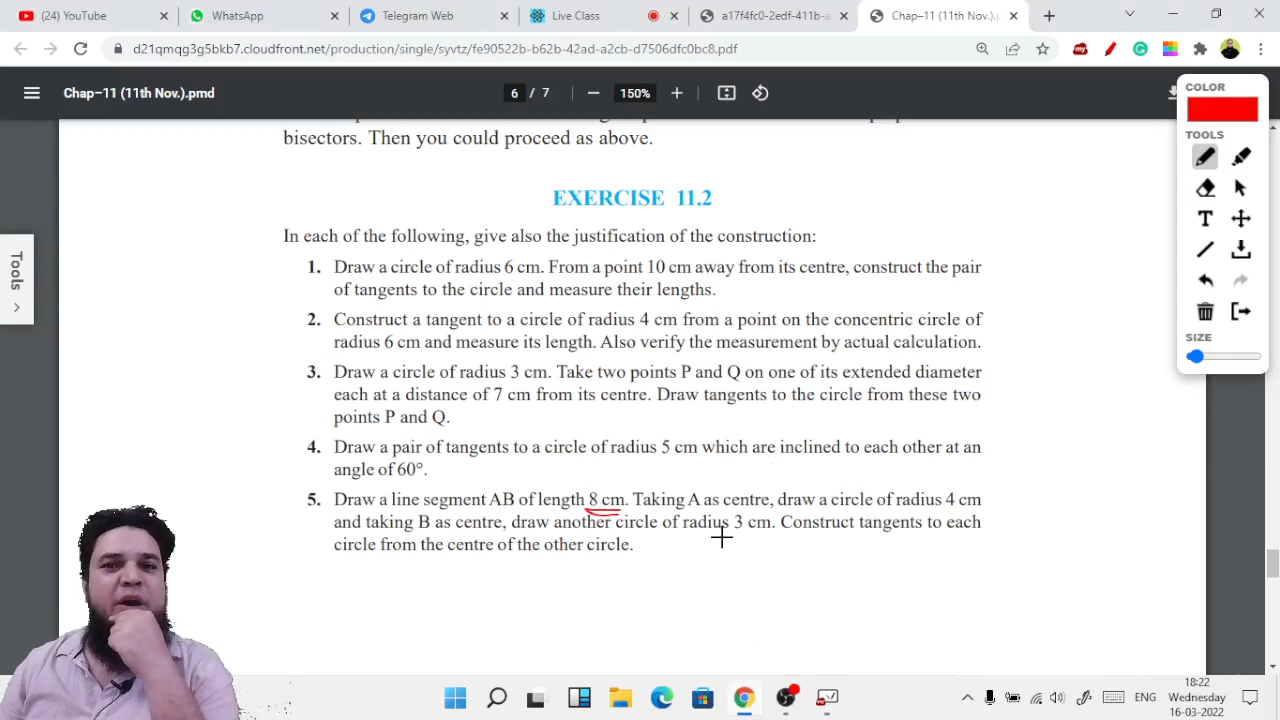 (24) YouTube
WhatsApp
Telegram Web
Live Class
a17f4fc0-2edf-411b-a
Chap–11 (11th Nov.).p
d21qmqg3g5bkb7.cloudfront.net/production/single/syvtz/fe90522b-b62b-42ad-a2cb-d7506dfc0bc8.pdf
Chap–11 (11th Nov.).pmd
6 / 7
150%
COLOR
TOOLS
SIZE
Tools
bisectors. Then you could proceed as above.
EXERCISE 11.2
In each of the following, give also the justification of the construction:
1. Draw a circle of radius 6 cm. From a point 10 cm away from its centre, construct the pair
of tangents to the circle and measure their lengths.
2. Construct a tangent to a circle of radius 4 cm from a point on the concentric circle of
radius 6 cm and measure its length. Also verify the measurement by actual calculation.
3. Draw a circle of radius 3 cm. Take two points P and Q on one of its extended diameter
each at a distance of 7 cm from its centre. Draw tangents to the circle from these two
points P and Q.
4. Draw a pair of tangents to a circle of radius 5 cm which are inclined to each other at an
angle of 60°.
5. Draw a line segment AB of length 8 cm. Taking A as centre, draw a circle of radius 4 cm
and taking B as centre, draw another circle of radius 3 cm. Construct tangents to each
circle from the centre of the other circle.
ENG
18:22
Wednesday
16-03-2022